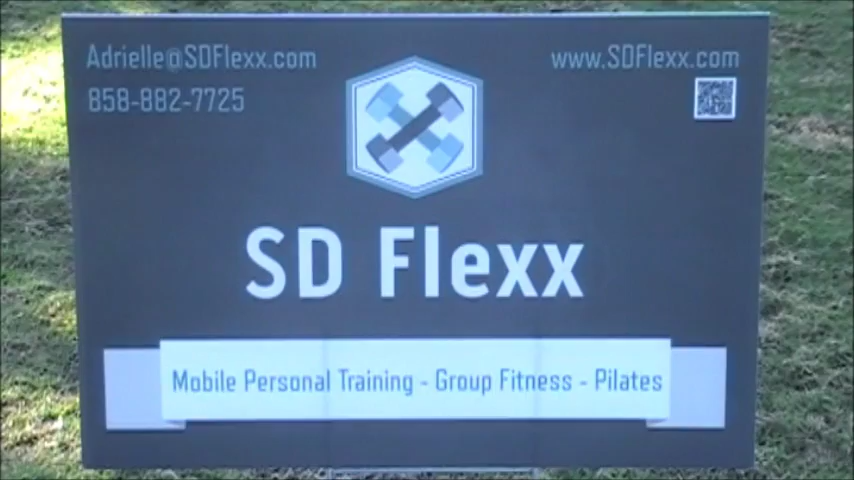 Adrielle@SDFlexx.com
858-882-7725
www.SDFlexx.com
SD Flexx
Mobile Personal Training - Group Fitness - Pilates